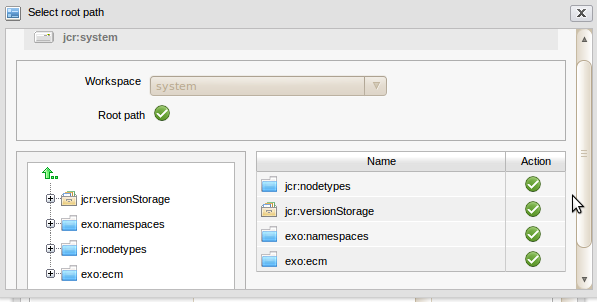 Select root path
jcr:system
Workspace
system
Root path
Name
Action
jcr:versionStorage
exo:namespaces
jcr:nodetypes
exo:ecm
jcr:nodetypes
jcr:versionStorage
exo:namespaces
exo:ecm